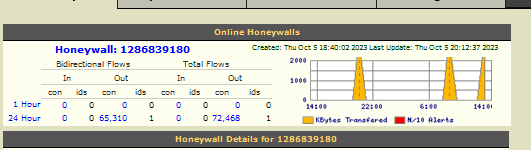 Online Honeywalls
Honeywall: 1286839180
Created: Thu Oct 5 18:40:02 2023 Last Update: Thu Oct 5 20:12:37 2023
Bidirectional Flows Total Flows
In Out In Out
con ids con ids con ids con ids
1 Hour 0 0 0 0 0 0 0 0
24 Hour 0 0 65,310 1 0 0 72,468 1
2000
1000
0
14:00 22:00 6:00 14:0
KBytes Transfered N/10 Alerts
Honeywall Details for 1286839180